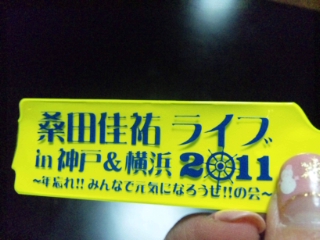 桑田佳祐 ライブ
in 神戸&横浜 2011
~年忘れ!! みんなで元気になろうぜ!!の会~